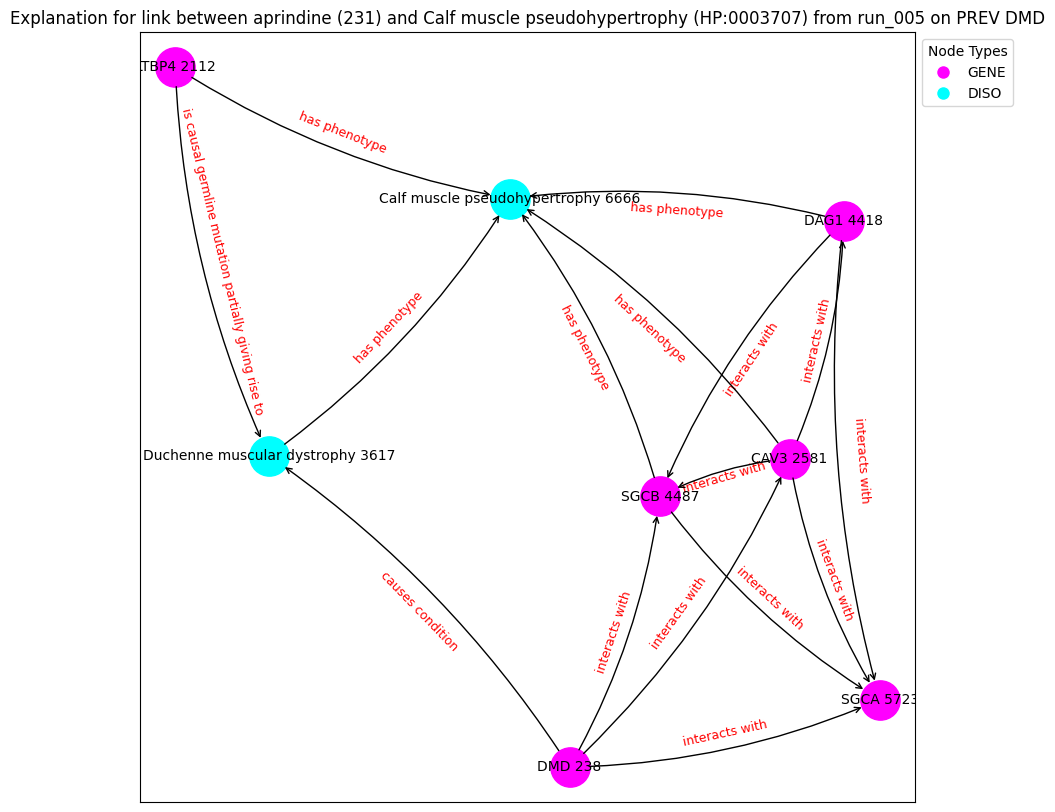 Explanation for link between aprindine (231) and Calf muscle pseudohypertrophy (HP:0003707) from run_005 on PREV DMD
Node Types
GENE
DISO
TBP4 2112
has phenotype
is causal germline mutation partially giving rise to
Calf muscle pseudohypertrophy 6666
has phenotype
DAG1 4418
has phenotype
has phenotype
has phenotype
interacts with
interacts with
interacts with
Duchenne muscular dystrophy 3617
CAV3 2581
interacts with
SGCB 4487
causes condition
interacts with
interacts with
interacts with
interacts with
SGCA 5723
interacts with
DMD 238